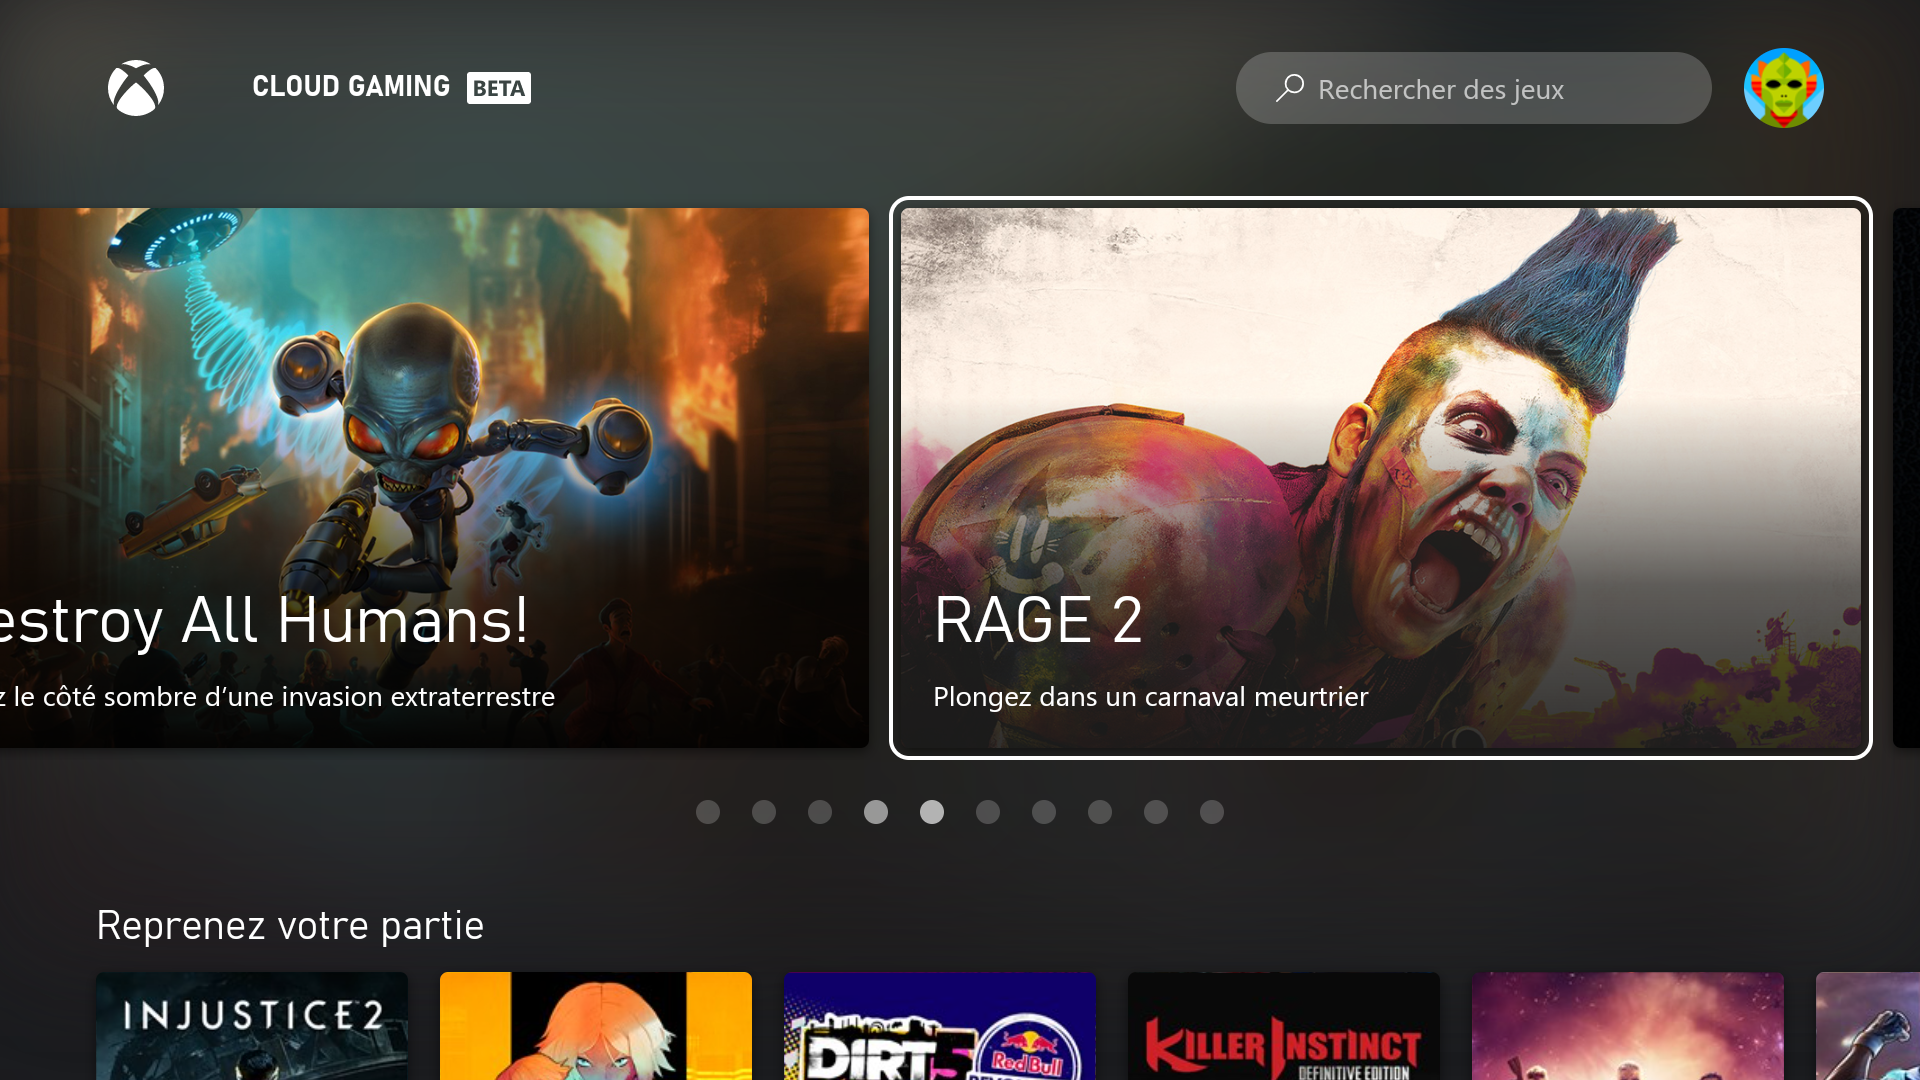 CLOUD GAMING BETA
Rechercher des jeux
estroy All Humans!
z le côté sombre d’une invasion extraterrestre
RAGE 2
Plongez dans un carnaval meurtrier
Reprenez votre partie
INJUSTICE 2
DIRT 5
Red Bull
KILLER INSTINCT
DEFINITIVE EDITION